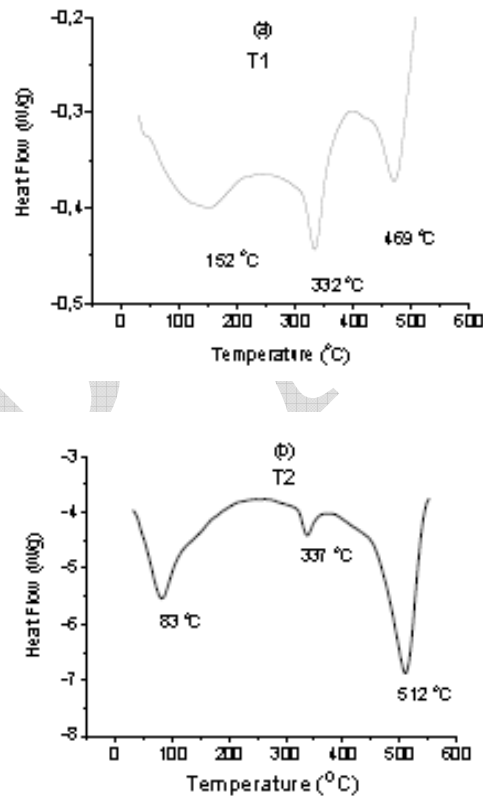 (a)
T1
-0,2
-0,3
-0,4
-0,5
Heat Flow (W/g)
152 °C
332 °C
469 °C
0 100 200 300 400 500 600
Temperature (°C)
(b)
T2
-3
-4
-5
-6
-7
-8
Heat Flow (W/g)
83 °C
337 °C
512 °C
0 100 200 300 400 500 600
Temperature (°C)